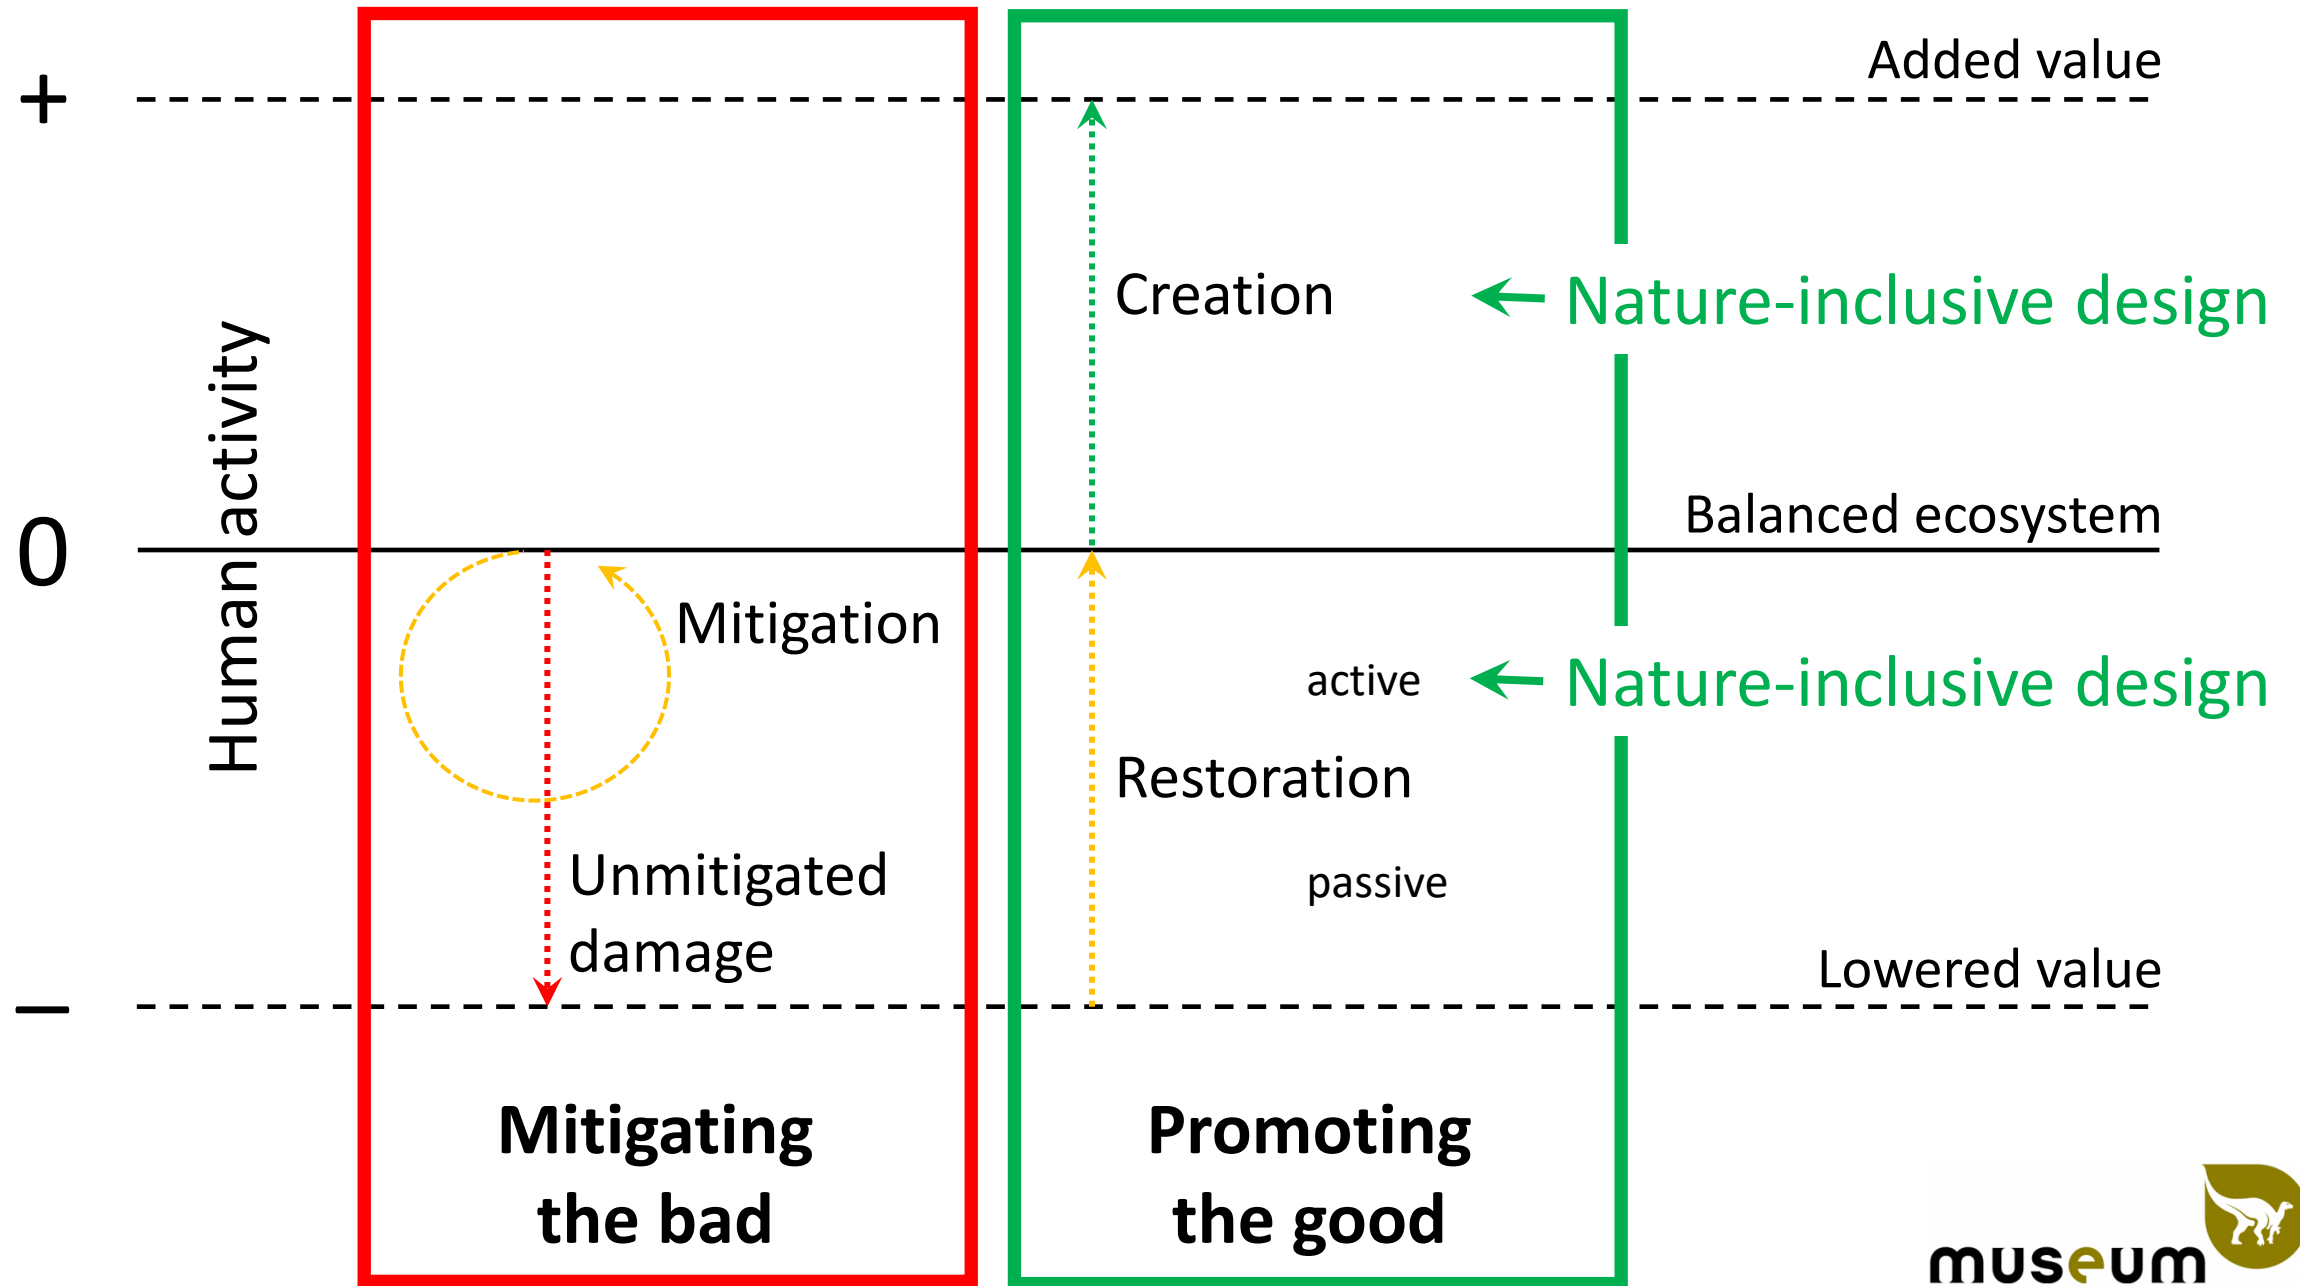 +
Added value
Creation
Nature-inclusive design
Human activity
Balanced ecosystem
0
Mitigation
active
Nature-inclusive design
Restoration
Unmitigated
damage
passive
Lowered value
–
Mitigating
the bad
Promoting
the good
museum